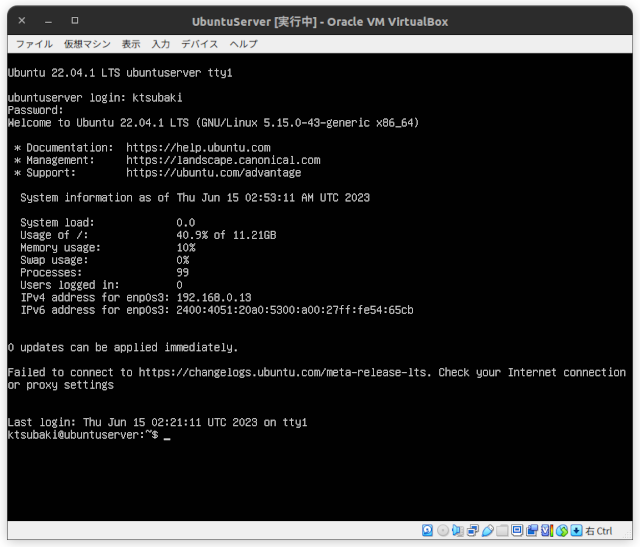 UbuntuServer [実行中] - Oracle VM VirtualBox
ファイル 仮想マシン 表示 入力 デバイス ヘルプ
Ubuntu 22.04.1 LTS ubuntuserver tty1
ubuntuserver login: ktsubaki
Password:
Welcome to Ubuntu 22.04.1 LTS (GNU/Linux 5.15.0-43-generic x86_64)
* Documentation: https://help.ubuntu.com
* Management: https://landscape.canonical.com
* Support: https://ubuntu.com/advantage
System information as of Thu Jun 15 02:53:11 AM UTC 2023
System load: 0.0
Usage of /: 40.9% of 11.21GB
Memory usage: 10%
Swap usage: 0%
Processes: 99
Users logged in: 0
IPv4 address for enp0s3: 192.168.0.13
IPv6 address for enp0s3: 2400:4051:20a0:5300:a00:27ff:fe54:65cb
0 updates can be applied immediately.
Failed to connect to https://changelogs.ubuntu.com/meta-release-lts. Check your Internet connection
or proxy settings
Last login: Thu Jun 15 02:21:11 UTC 2023 on tty1
ktsubaki@ubuntuserver:~$ _
右 Ctrl